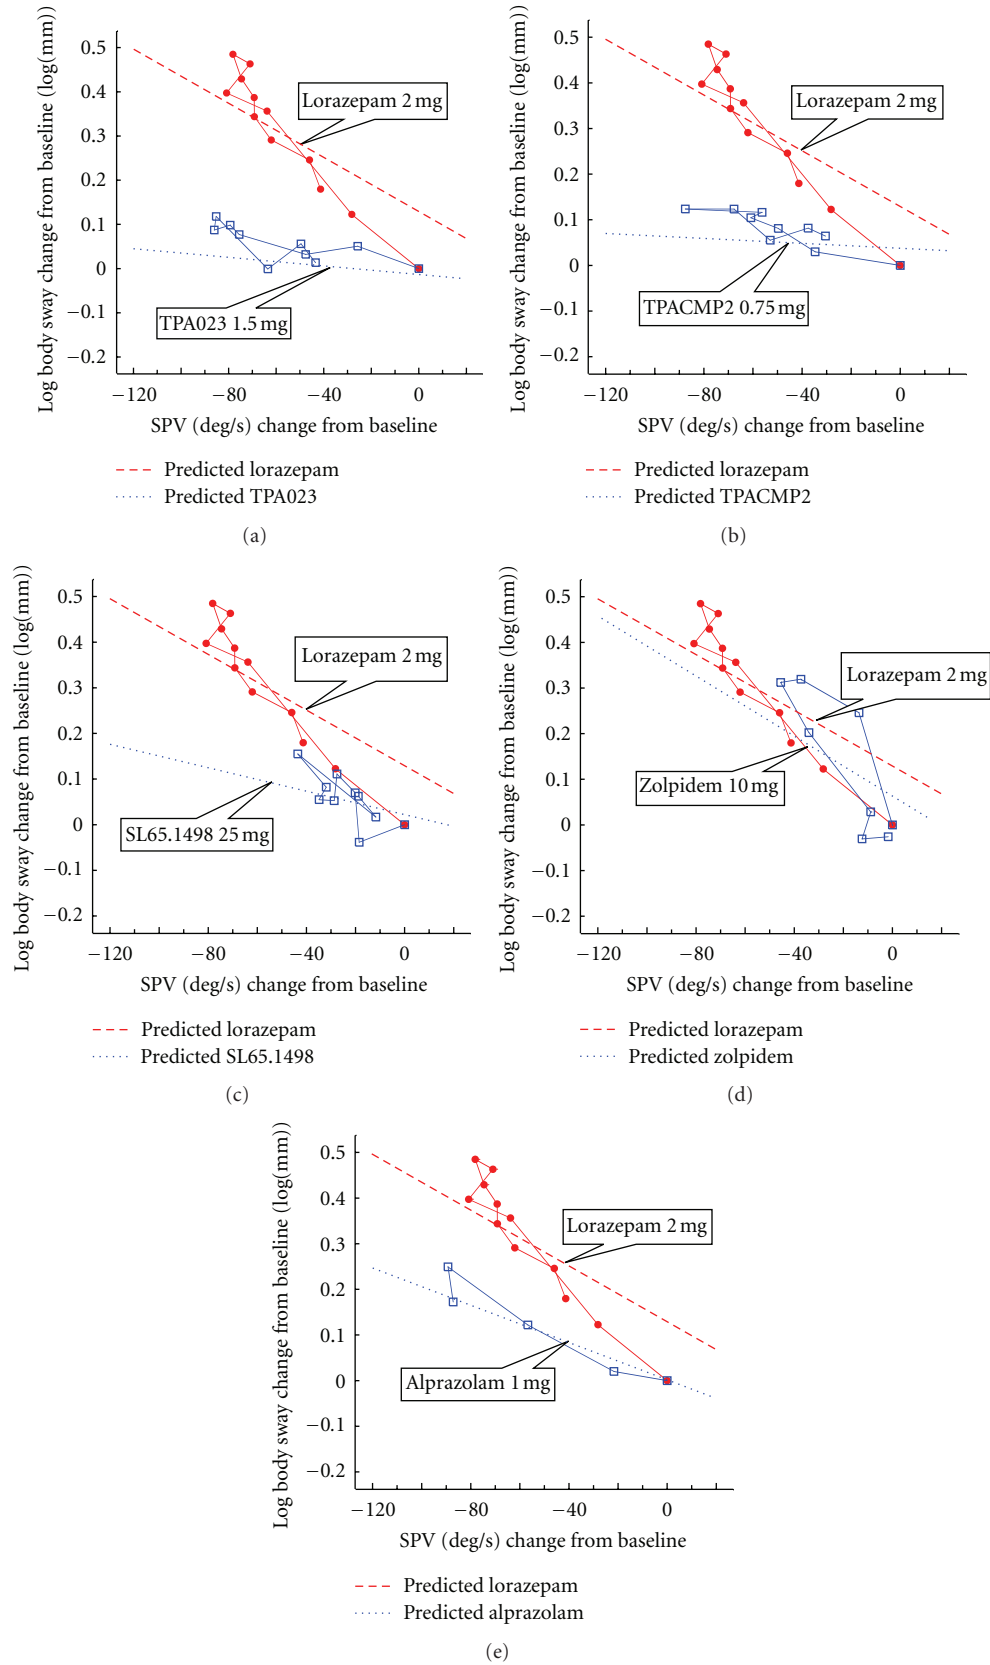 Log body sway change from baseline (log(mm))
0.5
0.4
0.3
0.2
0.1
0
−0.1
−0.2
Lorazepam 2 mg
TPA023 1.5 mg
−120
−80
−40
0
SPV (deg/s) change from baseline
Predicted lorazepam
Predicted TPA023
(a)
Log body sway change from baseline (log(mm))
0.5
0.4
0.3
0.2
0.1
0
−0.1
−0.2
Lorazepam 2 mg
TPACMP2 0.75 mg
−120
−80
−40
0
SPV (deg/s) change from baseline
Predicted lorazepam
Predicted TPACMP2
(b)
Log body sway change from baseline (log(mm))
0.5
0.4
0.3
0.2
0.1
0
−0.1
−0.2
Lorazepam 2 mg
SL65.1498 25 mg
−120
−80
−40
0
SPV (deg/s) change from baseline
Predicted lorazepam
Predicted SL65.1498
(c)
Log body sway change from baseline (log(mm))
0.5
0.4
0.3
0.2
0.1
0
−0.1
−0.2
Lorazepam 2 mg
Zolpidem 10 mg
−120
−80
−40
0
SPV (deg/s) change from baseline
Predicted lorazepam
Predicted zolpidem
(d)
Log body sway change from baseline (log(mm))
0.5
0.4
0.3
0.2
0.1
0
−0.1
−0.2
Lorazepam 2 mg
Alprazolam 1 mg
−120
−80
−40
0
SPV (deg/s) change from baseline
Predicted lorazepam
Predicted alprazolam
(e)